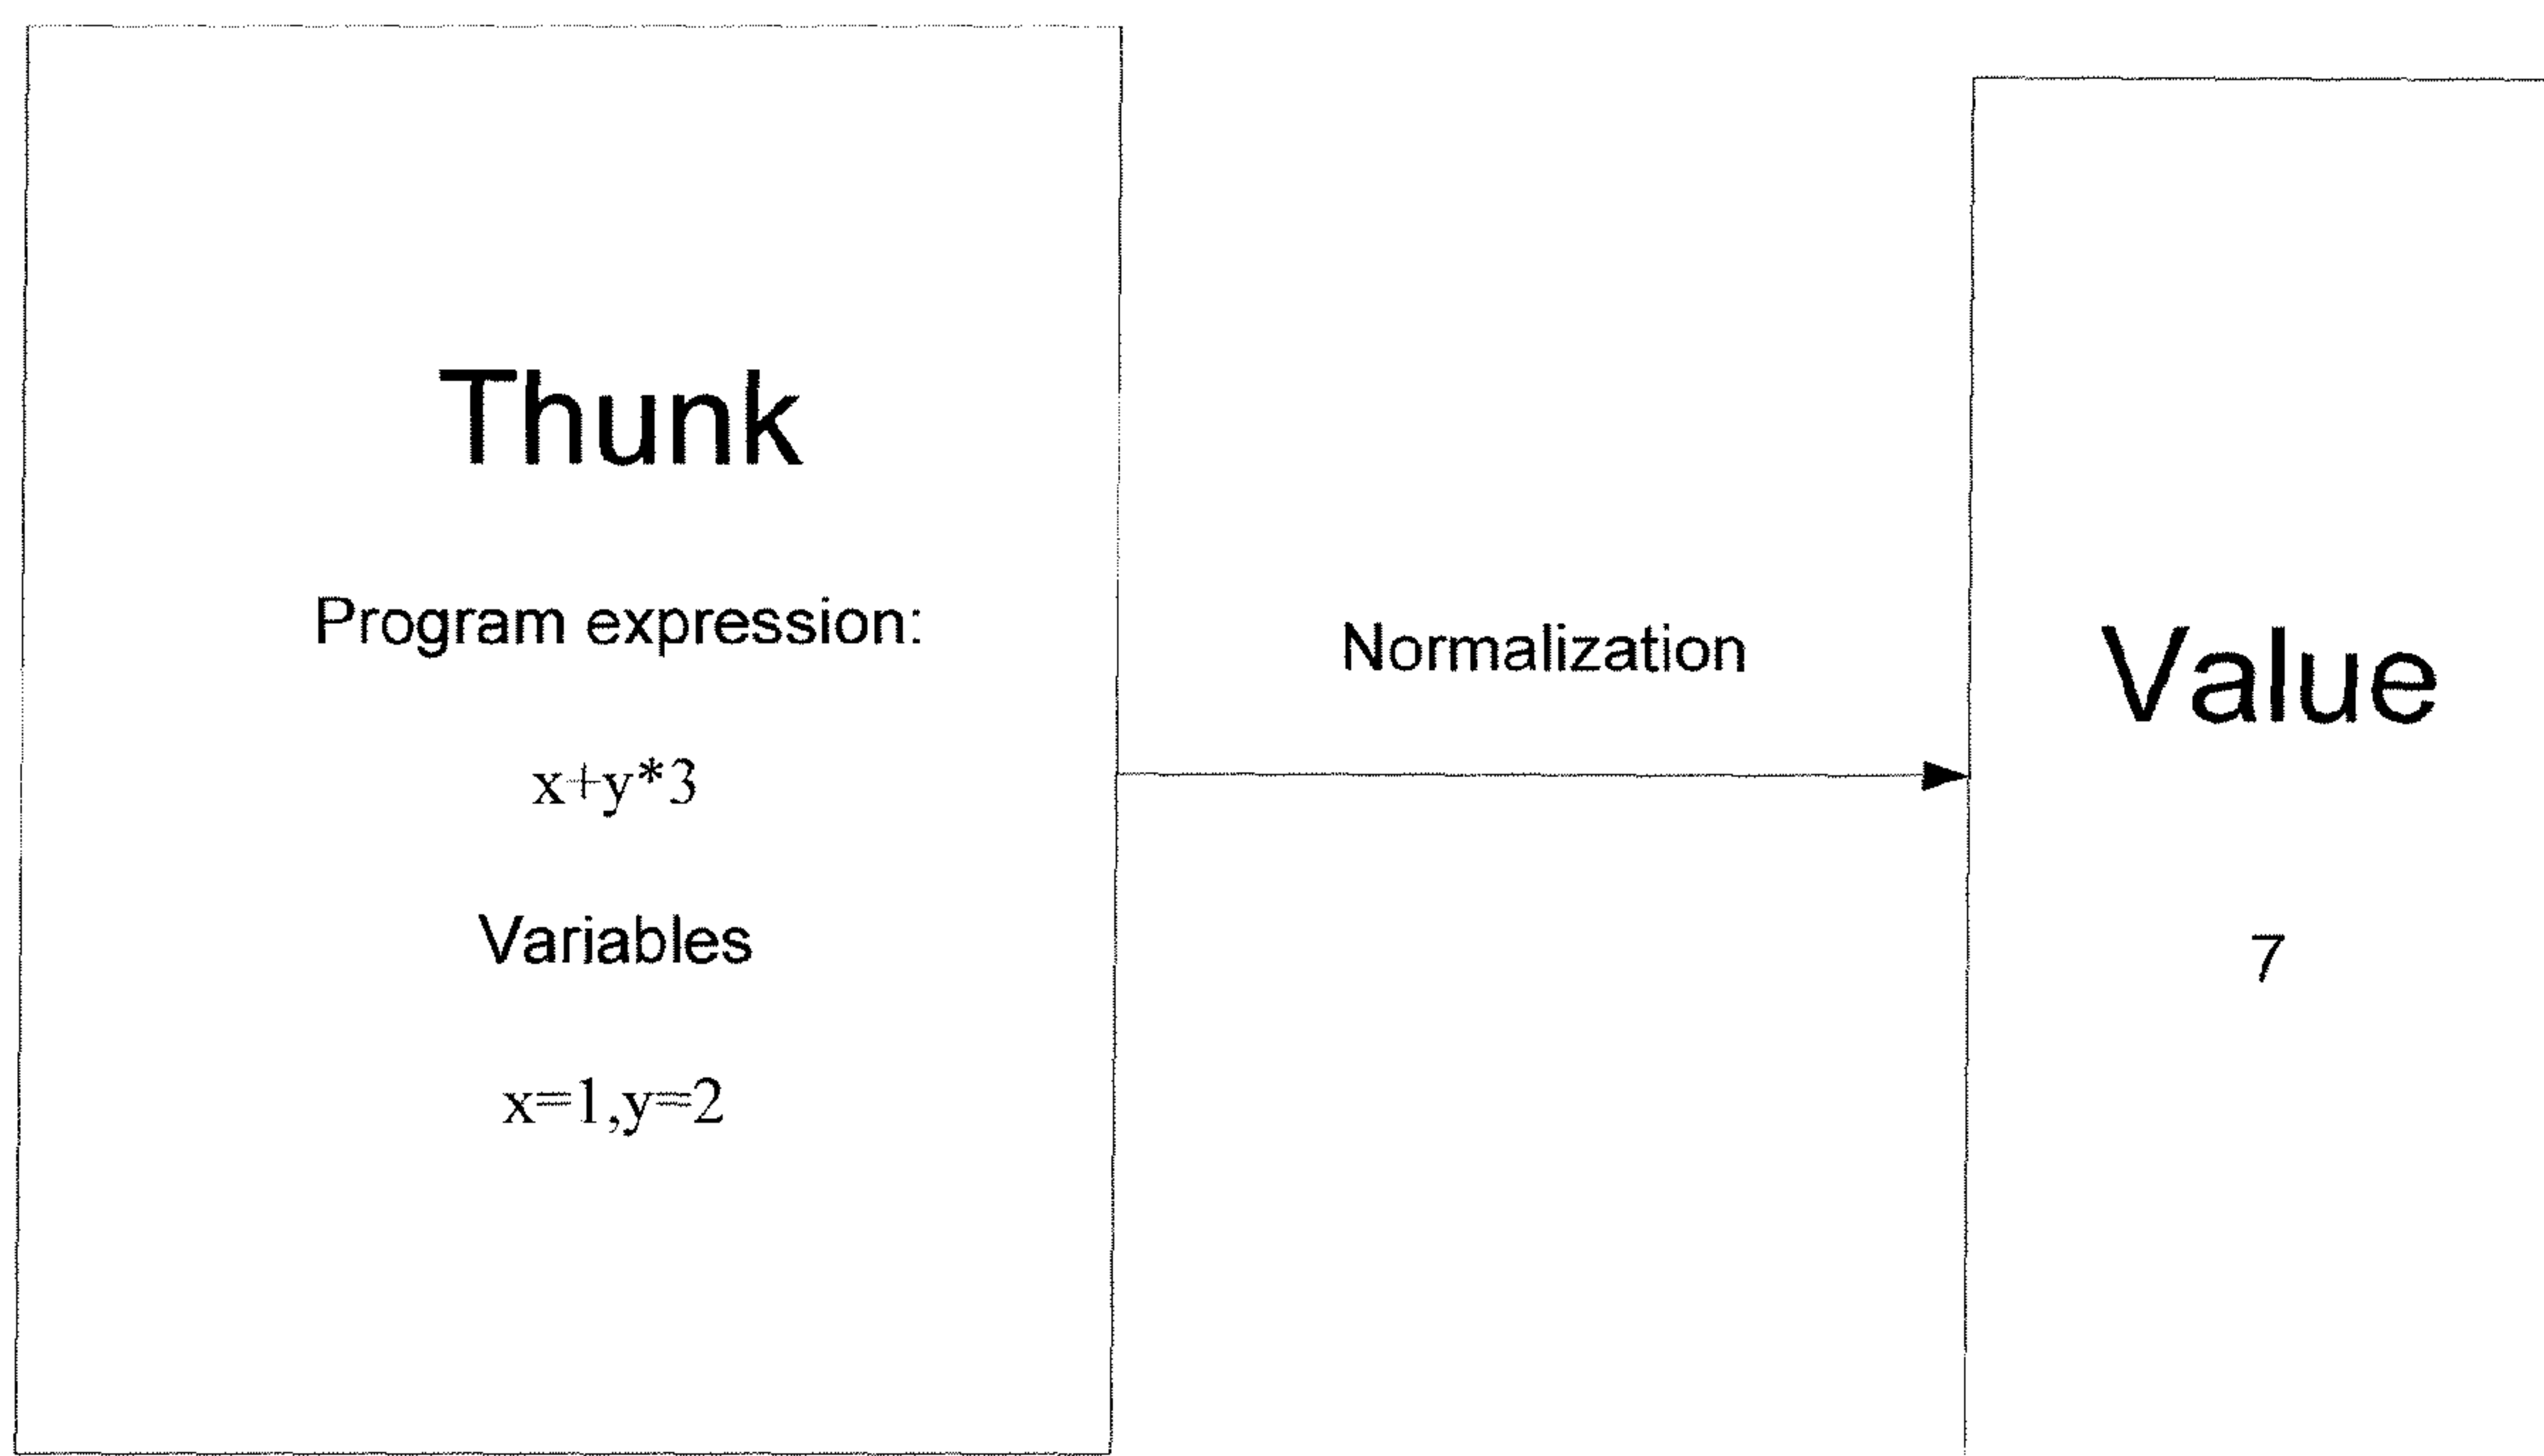 Thunk
Program expression:
x+y*3
Variables
x=1,y=2
Normalization
Value
7